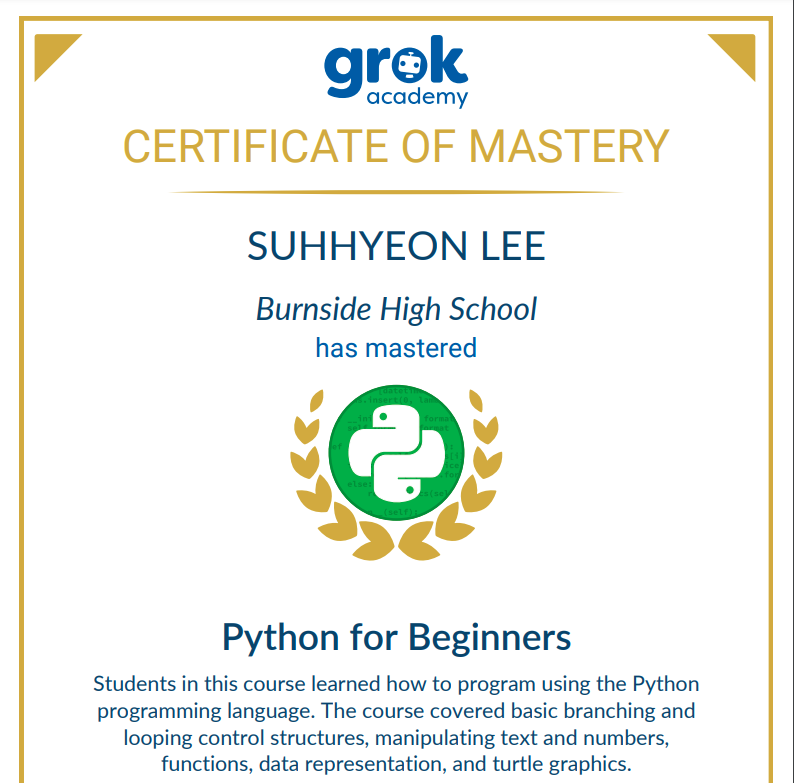 grok
academy
CERTIFICATE OF MASTERY
SUHHYEON LEE
Burnside High School
has mastered
Python for Beginners
Students in this course learned how to program using the Python
programming language. The course covered basic branching and
looping control structures, manipulating text and numbers,
functions, data representation, and turtle graphics.